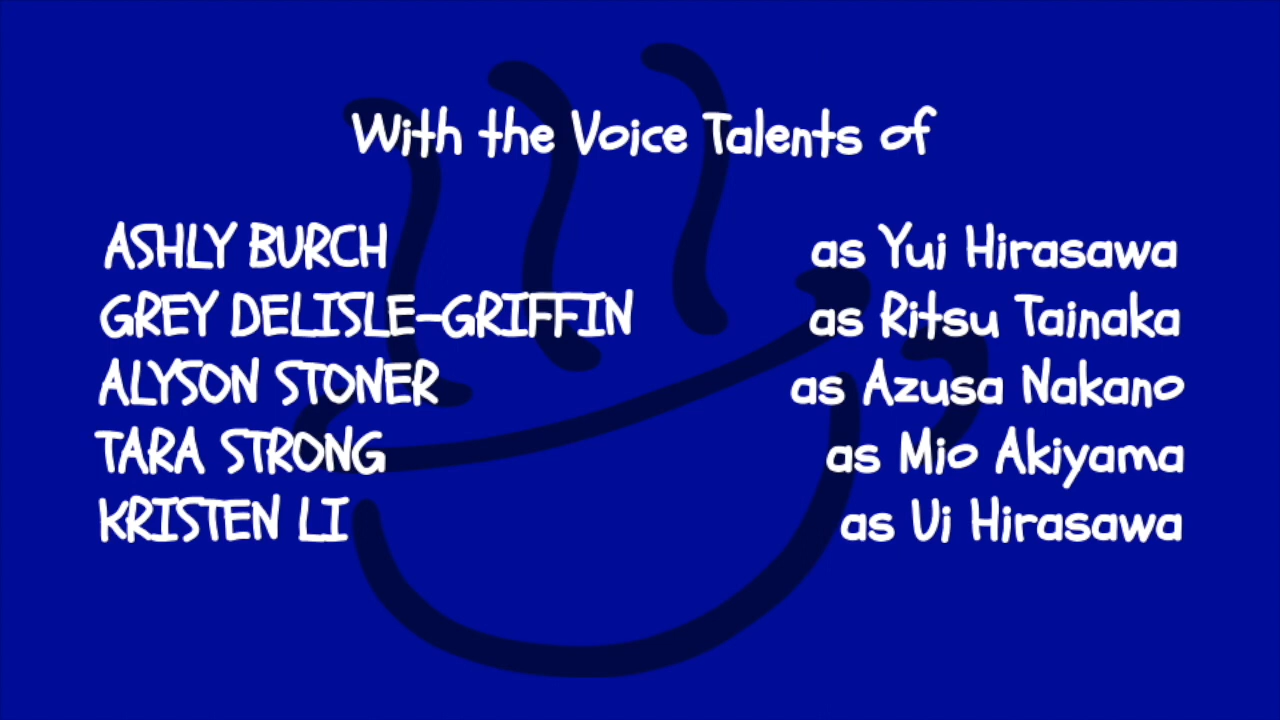 With the Voice Talents of
ASHLY BURCH as Yui Hirasawa
GREY DELISLE-GRIFFIN as Ritsu Tainaka
ALYSON STONER as Azusa Nakano
TARA STRONG as Mio Akiyama
KRISTEN LI as Ui Hirasawa